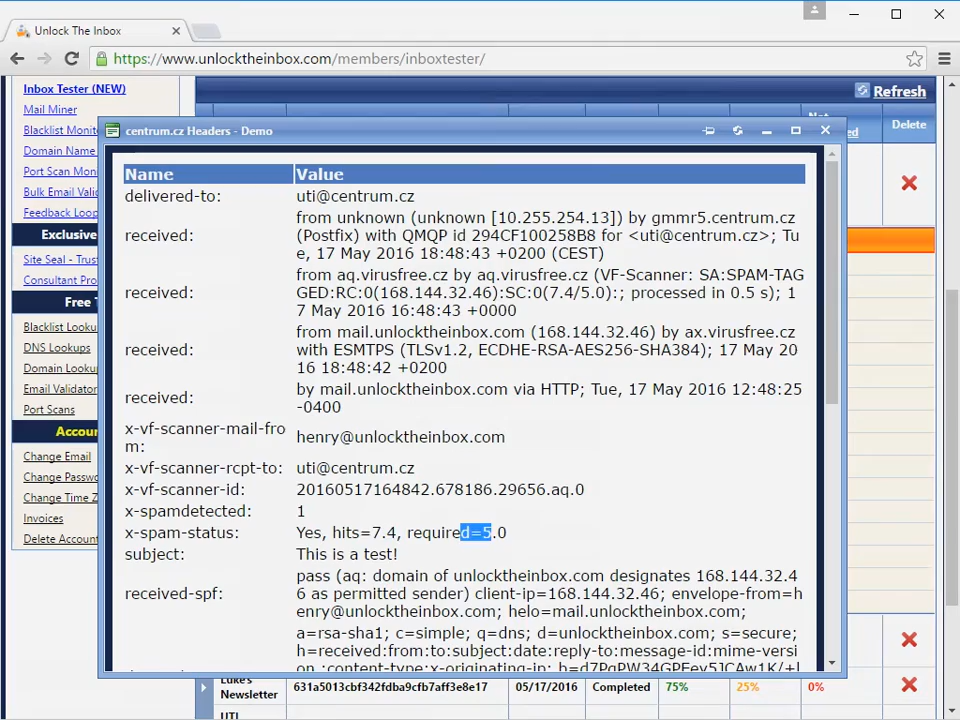 Unlock The Inbox
https://www.unlocktheinbox.com/members/inboxtester/
Inbox Tester (NEW)
Mail Miner
Blacklist Monito
Domain Name
Port Scan Mon
Bulk Email Vali
Feedback Loop
Exclusive
Site Seal - Trust
Consultant Pro
Free T
Blacklist Looku
DNS Lookups
Domain Looku
Email Validator
Port Scans
Accou
Change Email
Change Passwo
Change Time Z
Invoices
Delete Account
Refresh
Delete
centrum.cz Headers - Demo
Name Value
delivered-to: uti@centrum.cz
received: from unknown (unknown [10.255.254.13]) by gmmr5.centrum.cz
(Postfix) with QMQP id 294CF100258B8 for <uti@centrum.cz>; Tu
e, 17 May 2016 18:48:43 +0200 (CEST)
received: from aq.virusfree.cz by aq.virusfree.cz (VF-Scanner: SA:SPAM-TAG
GED:RC:0(168.144.32.46):SC:0(7.4/5.0):; processed in 0.5 s); 1
7 May 2016 16:48:43 +0000
received: from mail.unlocktheinbox.com (168.144.32.46) by ax.virusfree.cz
with ESMTPS (TLSv1.2, ECDHE-RSA-AES256-SHA384); 17 May 20
16 18:48:42 +0200
received: by mail.unlocktheinbox.com via HTTP; Tue, 17 May 2016 12:48:25
-0400
x-vf-scanner-mail-fro
m: henry@unlocktheinbox.com
x-vf-scanner-rcpt-to: uti@centrum.cz
x-vf-scanner-id: 20160517164842.678186.29656.aq.0
x-spamdetected: 1
x-spam-status: Yes, hits=7.4, required=5.0
subject: This is a test!
received-spf: pass (aq: domain of unlocktheinbox.com designates 168.144.32.4
6 as permitted sender) client-ip=168.144.32.46; envelope-from=h
enry@unlocktheinbox.com; helo=mail.unlocktheinbox.com;
a=rsa-sha1; c=simple; q=dns; d=unlocktheinbox.com; s=secure;
h=received:from:to:subject:date:reply-to:message-id:mime-vers
Luke's
Newsletter 631a5013cbf342fdba9cfb7aff3e8e17 05/17/2016 Completed 75% 25% 0%
UTI